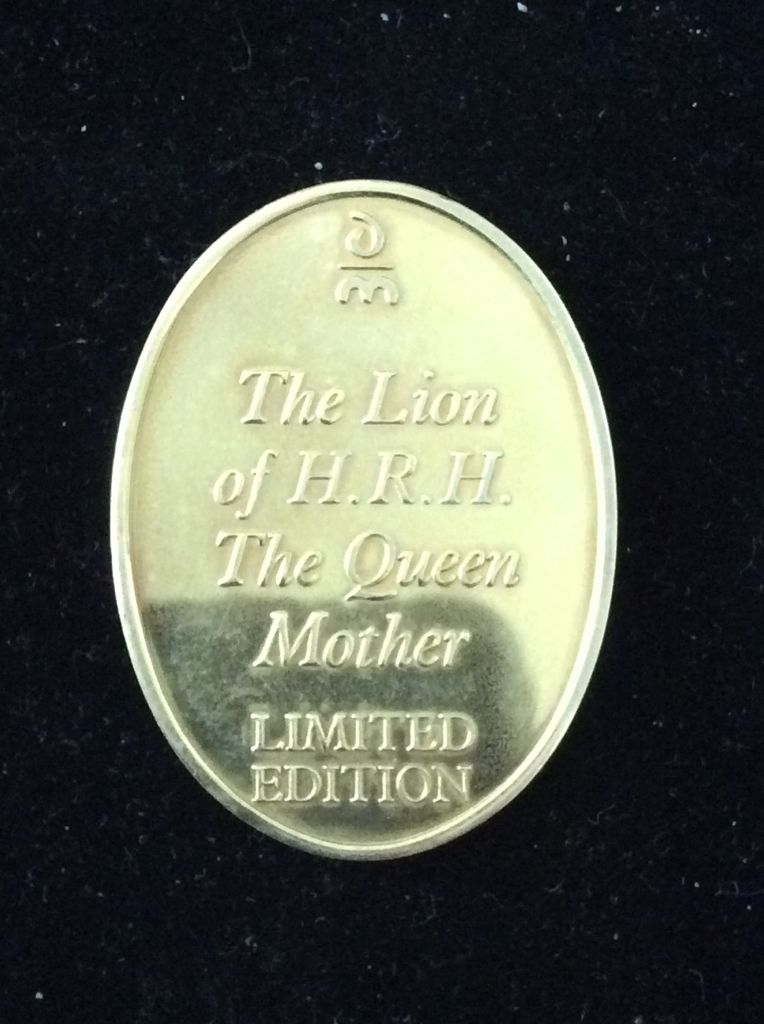 The Lion
of H.R.H.
The Queen
Mother
LIMITED
EDITION